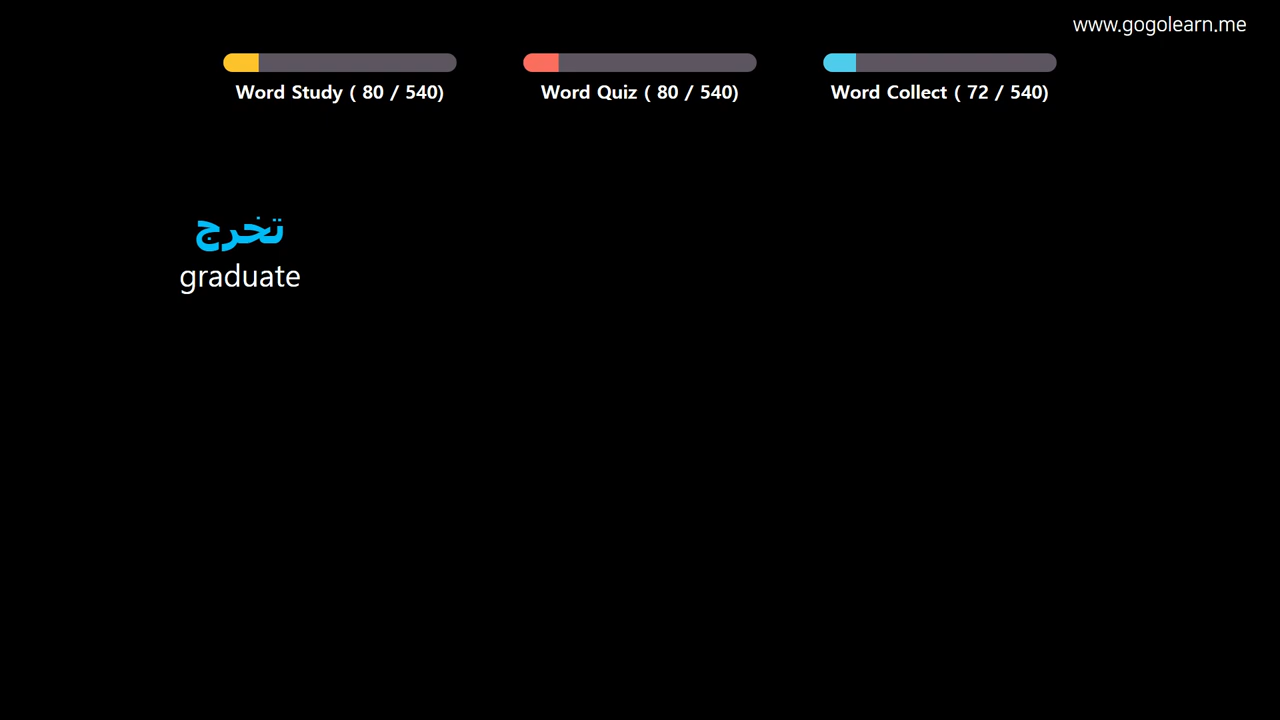 www.gogolearn.me
Word Study ( 80 / 540)
Word Quiz ( 80 / 540)
Word Collect ( 72 / 540)
تخرج
graduate